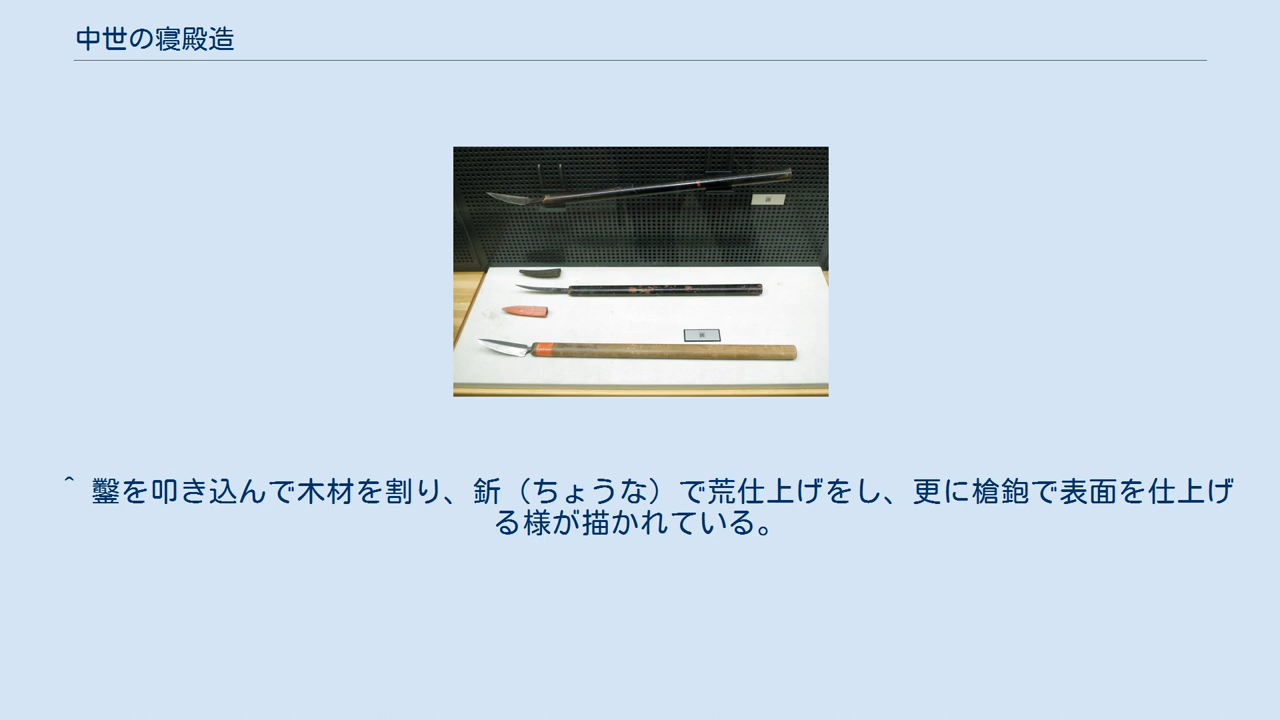 中世の寝殿造
^ 鑿を叩き込んで木材を割り、釿（ちょうな）で荒仕上げをし、更に槍鉋で表面を仕上げ
る様が描かれている。